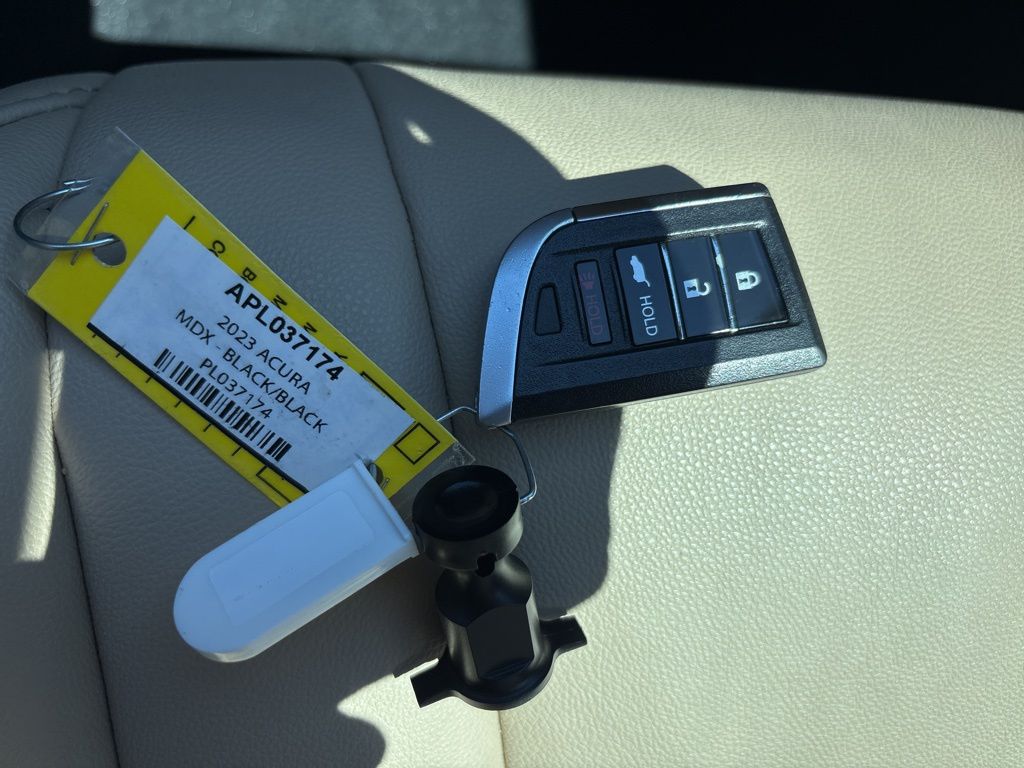 APL037174
2023 ACURA
MDX - BLACK/BLACK
PL037174
HOLD
HOLD